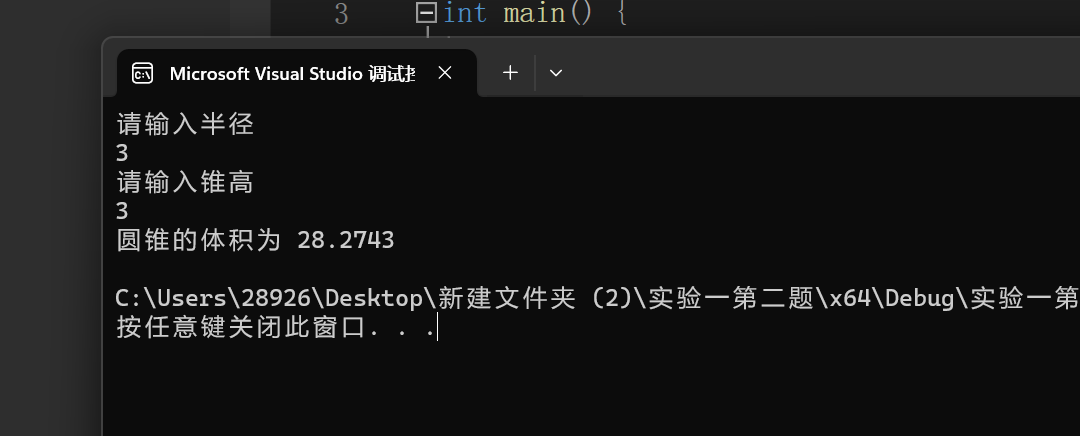 3 int main() {
Microsoft Visual Studio 调试
请输入半径
3
请输入锥高
3
圆锥的体积为 28.2743
C:\Users\28926\Desktop\新建文件夹 (2)\实验一第二题\x64\Debug\实验一第
按任意键关闭此窗口. . .